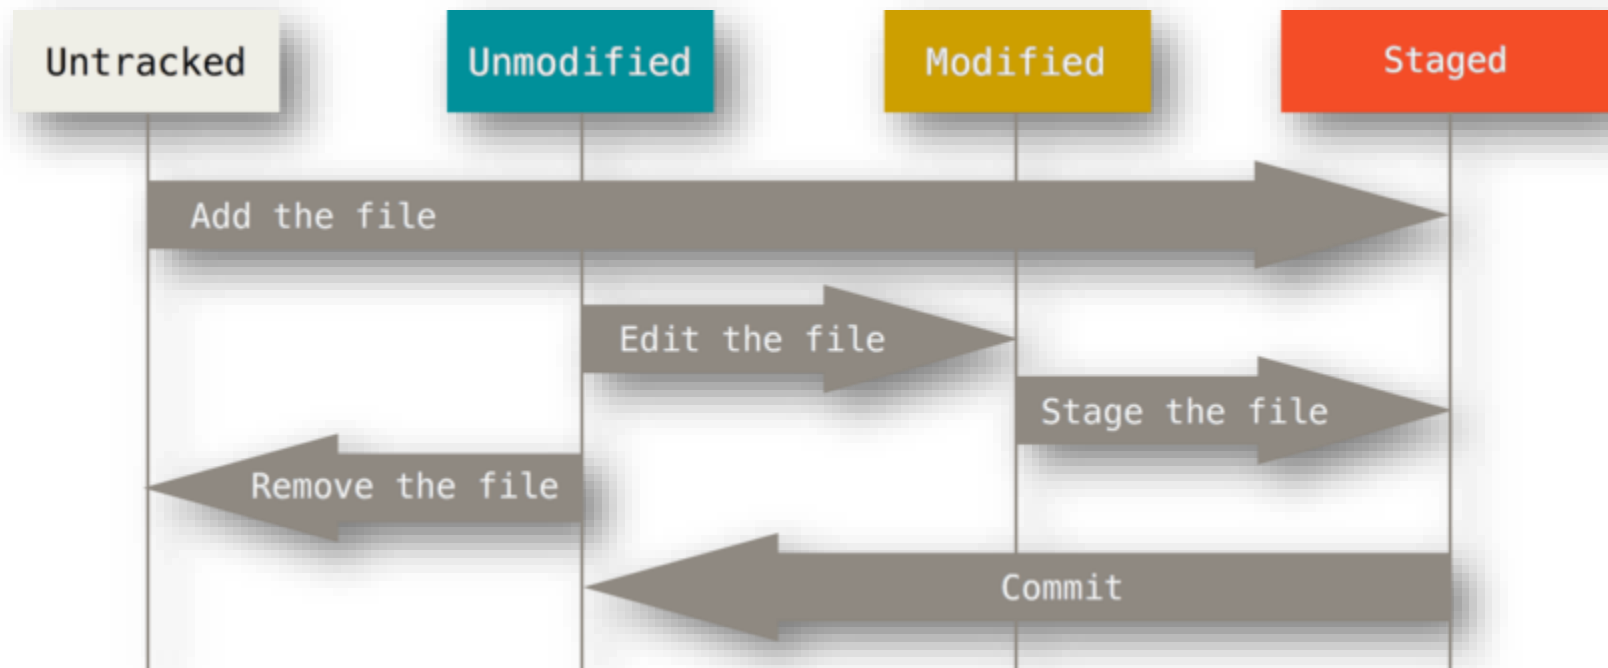 Untracked
Unmodified
Modified
Staged
Add the file
Edit the file
Stage the file
Remove the file
Commit